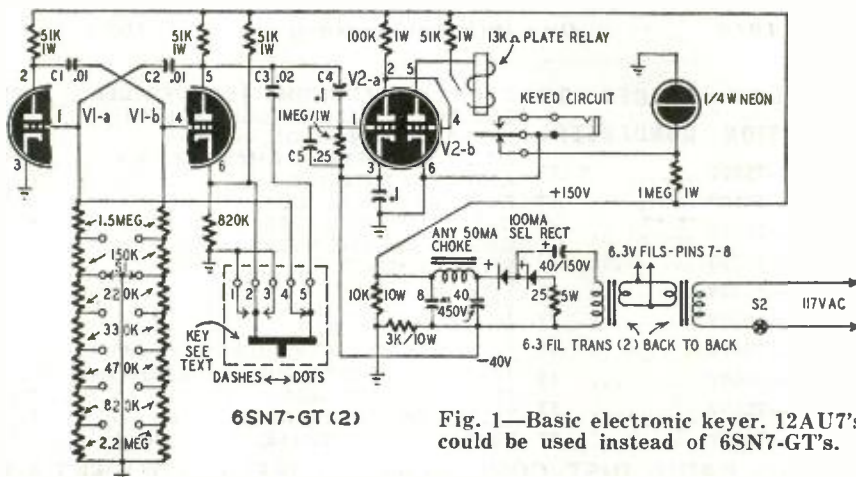 51K
1W
51K
1W
51K
1W
100K
1W
51K
1W
13KΩ PLATE RELAY
2
C1 .01
C2 .01
5
C3 .02
C4
.1
V2-a
2
5
KEYED CIRCUIT
1/4 W NEON
1
V1-a
V1-b
4
1MEG/1W
1
4
3
6
C5 .25
3
6
V2-b
.1
+150V
1MEG
1W
1.5MEG
820K
150K
S1
220K
330K
470K
820K
2.2 MEG
1
2
3
4
5
KEY
SEE
TEXT
DASHES
DOTS
ANY 50MA
CHOKE
100MA
SEL RECT
40/150V
6.3V FILS-PINS 7-8
10K
10W
8
40
450V
25
5W
S2
117VAC
3K/10W
-40V
6.3 FIL TRANS (2) BACK TO BACK
6SN7-GT (2)
Fig. 1—Basic electronic keyer. 12AU7's
could be used instead of 6SN7-GT's.